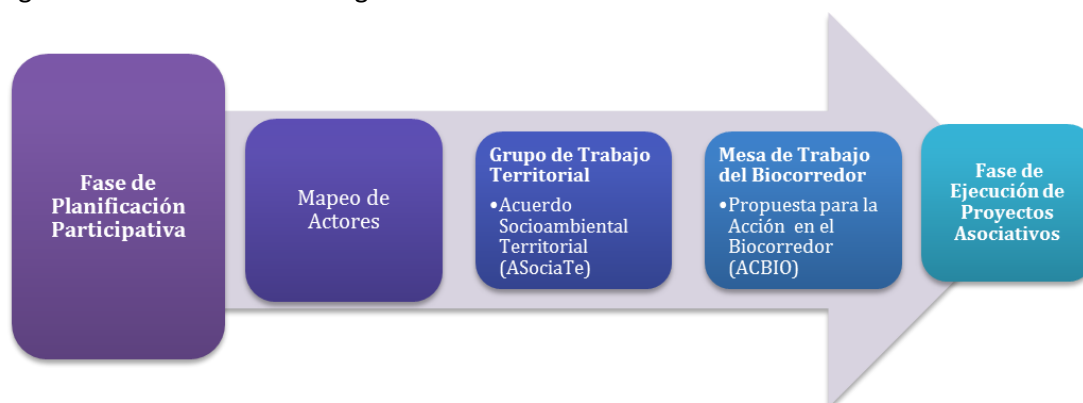 Fase de
Planificación
Participativa
Mapeo de
Actores
Grupo de Trabajo
Territorial
•Acuerdo
Socioambiental
Territorial
(ASociaTe)
Mesa de Trabajo
del Biocorredor
•Propuesta para la
Acción en el
Biocorredor
(ACBIO)
Fase de
Ejecución de
Proyectos
Asociativos